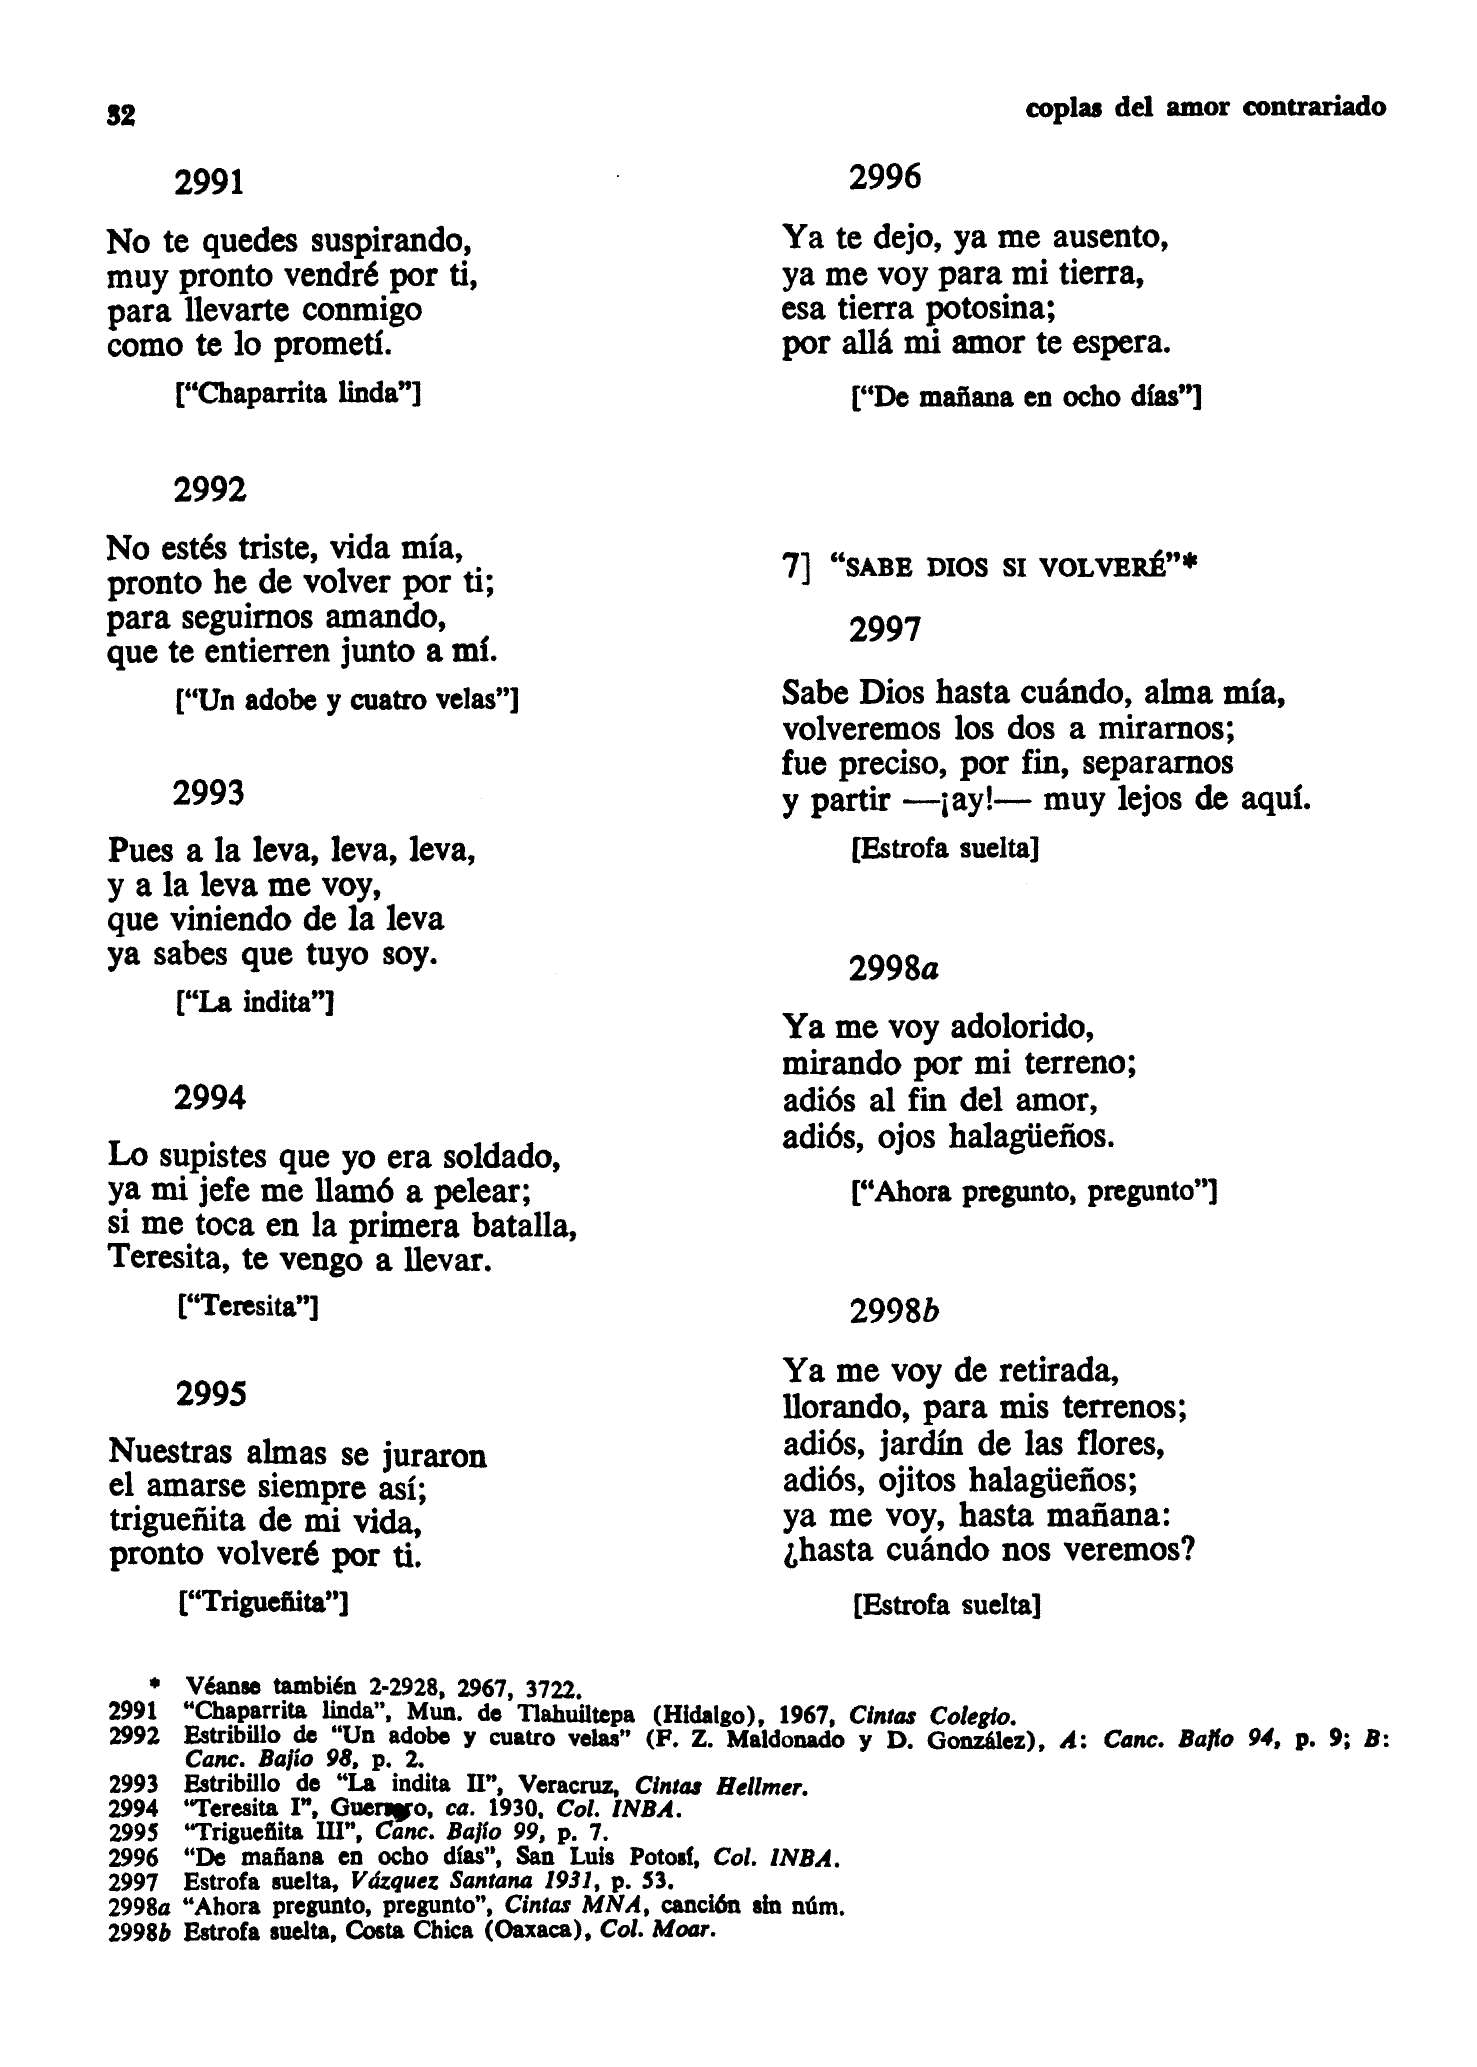 32
coplas del amor contrariado
2991
No te quedes suspirando,
muy pronto vendré por ti,
para llevarte conmigo
como te lo prometí.
[“Chaparrita linda”]
2992
No estés triste, vida mía,
pronto he de volver por ti;
para seguirnos amando,
que te entierren junto a mí.
[“Un adobe y cuatro velas”]
2993
Pues a la leva, leva, leva,
y a la leva me voy,
que viniendo de la leva
ya sabes que tuyo soy.
[“La indita”]
2994
Lo supistes que yo era soldado,
ya mi jefe me llamó a pelear;
si me toca en la primera batalla,
Teresita, te vengo a llevar.
[“Teresita”]
2995
Nuestras almas se juraron
el amarse siempre así;
trigueñita de mi vida,
pronto volveré por ti.
[“Trigueñita”]
2996
Ya te dejo, ya me ausento,
ya me voy para mi tierra,
esa tierra potosina;
por allá mi amor te espera.
[“De mañana en ocho días”]
7] “SABE DIOS SI VOLVERÉ”*
2997
Sabe Dios hasta cuándo, alma mía,
volveremos los dos a mirarnos;
fue preciso, por fin, separarnos
y partir —¡ay!— muy lejos de aquí.
[Estrofa suelta]
2998a
Ya me voy adolorido,
mirando por mi terreno;
adiós al fin del amor,
adiós, ojos halagüeños.
[“Ahora pregunto, pregunto”]
2998b
Ya me voy de retirada,
llorando, para mis terrenos;
adiós, jardín de las flores,
adiós, ojitos halagüeños;
ya me voy, hasta mañana:
¿hasta cuándo nos veremos?
[Estrofa suelta]
* Véanse también 2-2928, 2967, 3722.
2991 “Chaparrita linda”, Mun. de Tlahuiltepa (Hidalgo), 1967, Cintas Colegio.
2992 Estribillo de “Un adobe y cuatro velas” (F. Z. Maldonado y D. González), A: Canc. Bajío 94, p. 9; B:
Canc. Bajío 98, p. 2.
2993 Estribillo de “La indita II”, Veracruz, Cintas Hellmer.
2994 “Teresita I”, Guerrero, ca. 1930, Col. INBA.
2995 “Trigueñita III”, Canc. Bajío 99, p. 7.
2996 “De mañana en ocho días”, San Luis Potosí, Col. INBA.
2997 Estrofa suelta, Vázquez Santana 1931, p. 53.
2998a “Ahora pregunto, pregunto”, Cintas MNA, canción sin núm.
2998b Estrofa suelta, Costa Chica (Oaxaca), Col. Moar.